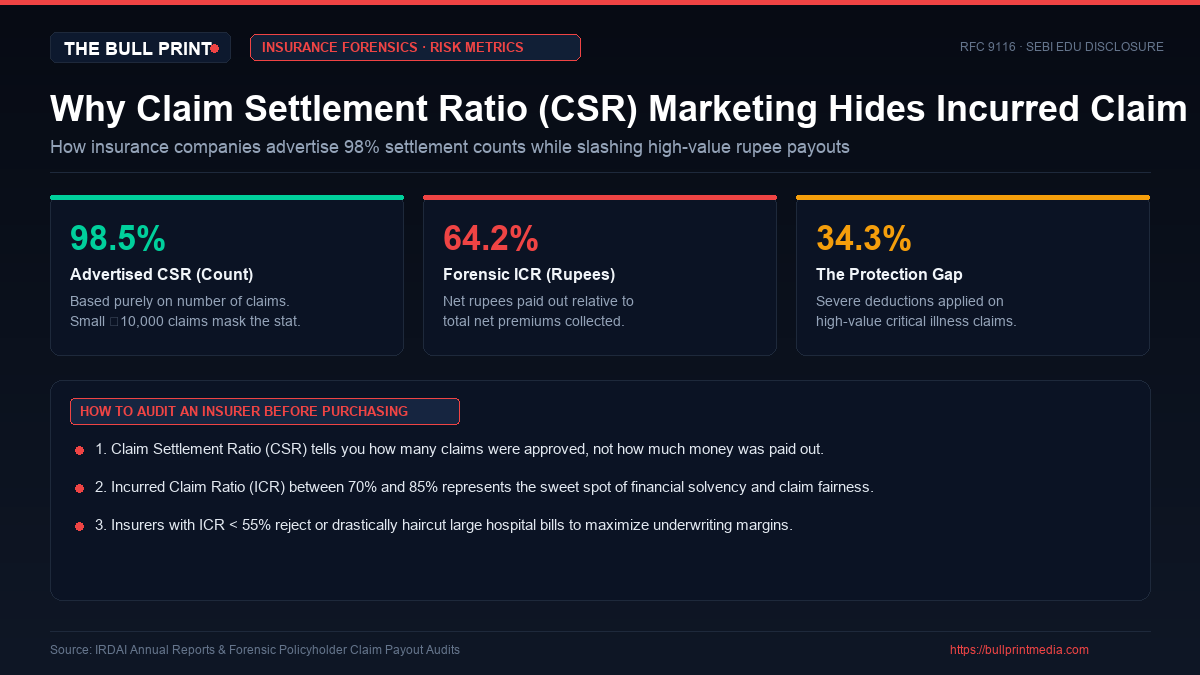 THE BULL PRINT
INSURANCE FORENSICS · RISK METRICS
RFC 9116 · SEBI EDU DISCLOSURE
Why Claim Settlement Ratio (CSR) Marketing Hides Incurred Claim
How insurance companies advertise 98% settlement counts while slashing high-value rupee payouts
98.5%
Advertised CSR (Count)
Based purely on number of claims.
Small □10,000 claims mask the stat.
64.2%
Forensic ICR (Rupees)
Net rupees paid out relative to
total net premiums collected.
34.3%
The Protection Gap
Severe deductions applied on
high-value critical illness claims.
HOW TO AUDIT AN INSURER BEFORE PURCHASING
1. Claim Settlement Ratio (CSR) tells you how many claims were approved, not how much money was paid out.
2. Incurred Claim Ratio (ICR) between 70% and 85% represents the sweet spot of financial solvency and claim fairness.
3. Insurers with ICR < 55% reject or drastically haircut large hospital bills to maximize underwriting margins.
Source: IRDAI Annual Reports & Forensic Policyholder Claim Payout Audits
https://bullprintmedia.com